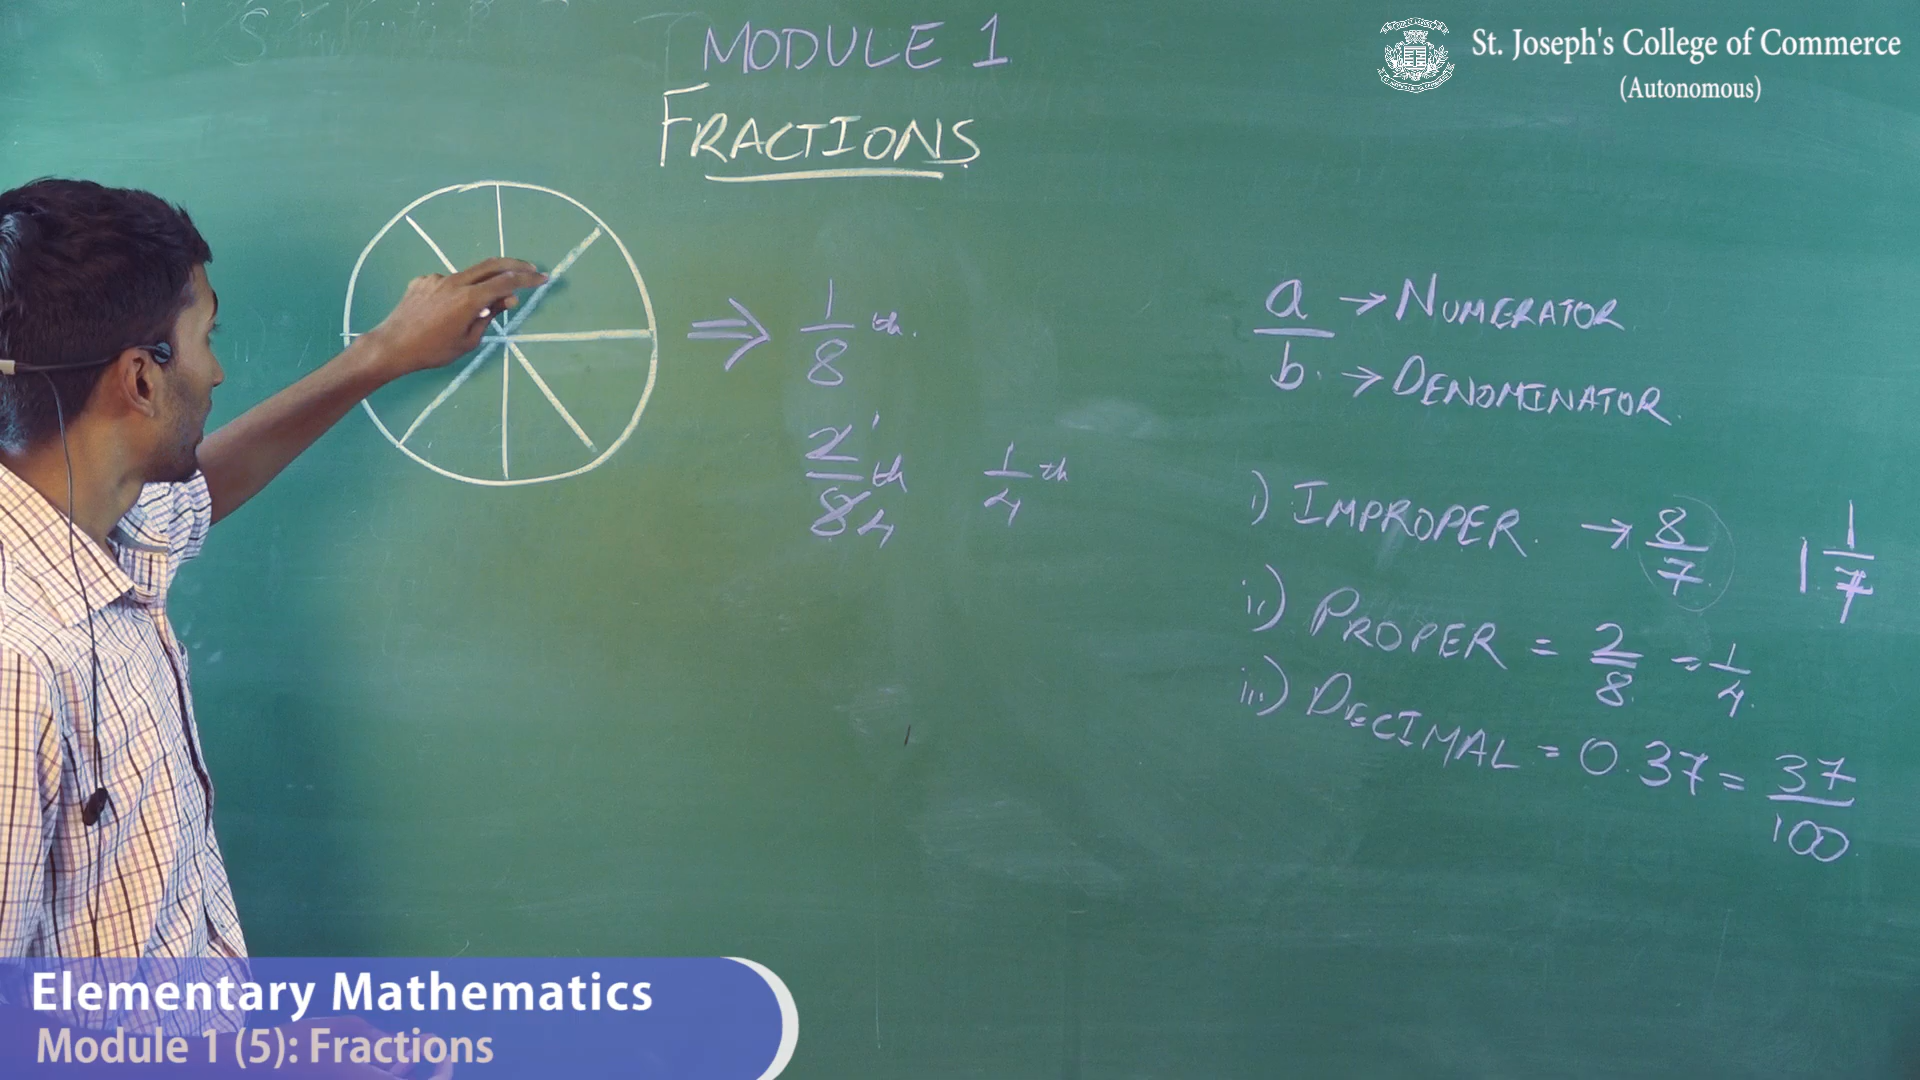 MODULE 1
FRACTIONS
St. Joseph's College of Commerce
(Autonomous)
⇒ 1/8 th.
2/8 th 1 4
1/4 th
a → NUMERATOR
b → DENOMINATOR.
i) IMPROPER. → 8/7 1 1/7
ii) PROPER = 2/8 = 1/4.
iii) DECIMAL = 0.37 = 37/100.
Elementary Mathematics
Module 1 (5): Fractions